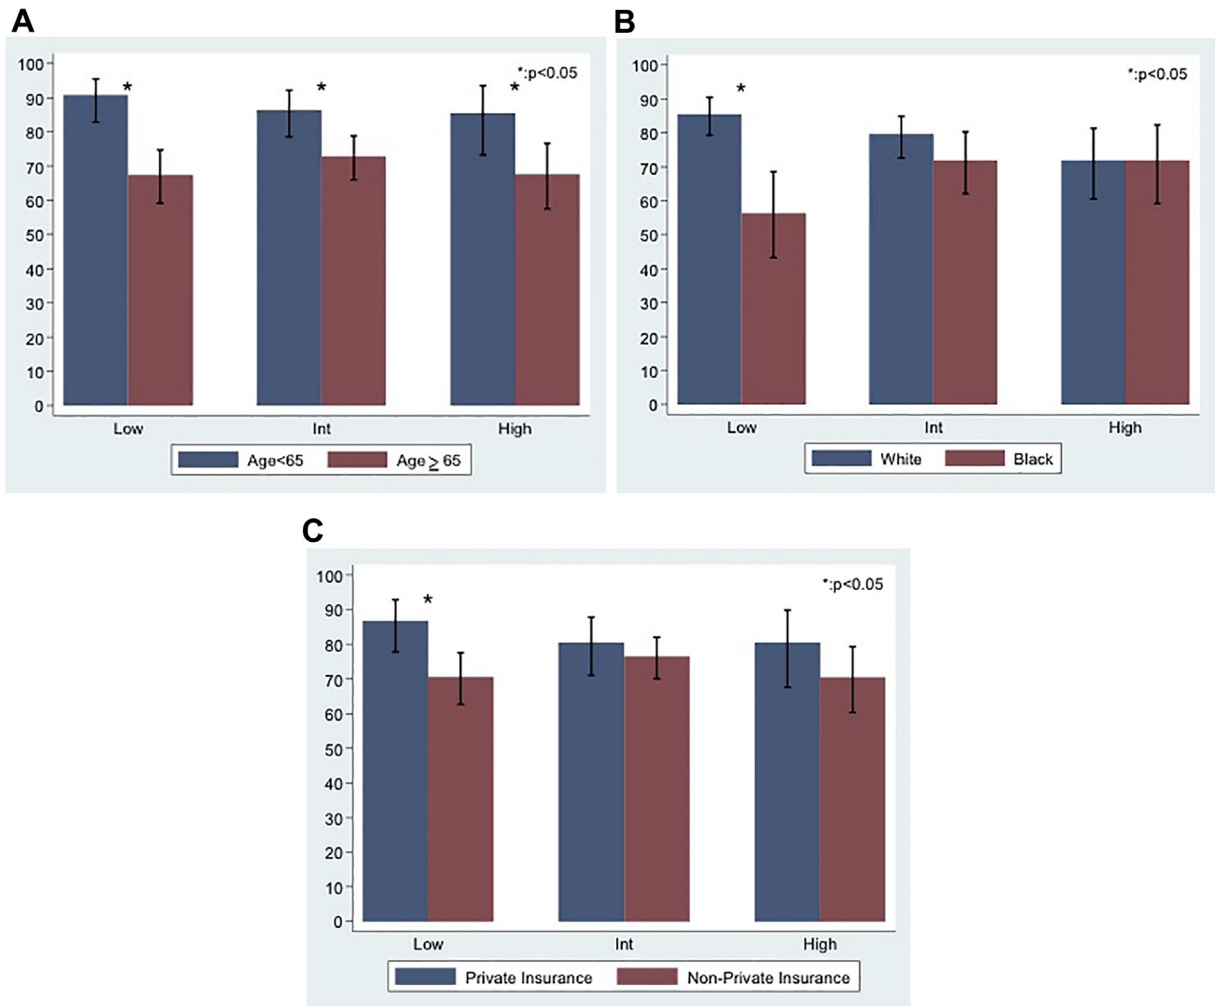 A
100
90
80
70
60
50
40
30
20
10
0
*:p<0.05
* * *
Low Int High
Age<65 Age ≥ 65
B
100
90
80
70
60
50
40
30
20
10
0
*:p<0.05
*
Low Int High
White Black
C
100
90
80
70
60
50
40
30
20
10
0
*:p<0.05
*
Low Int High
Private Insurance Non-Private Insurance